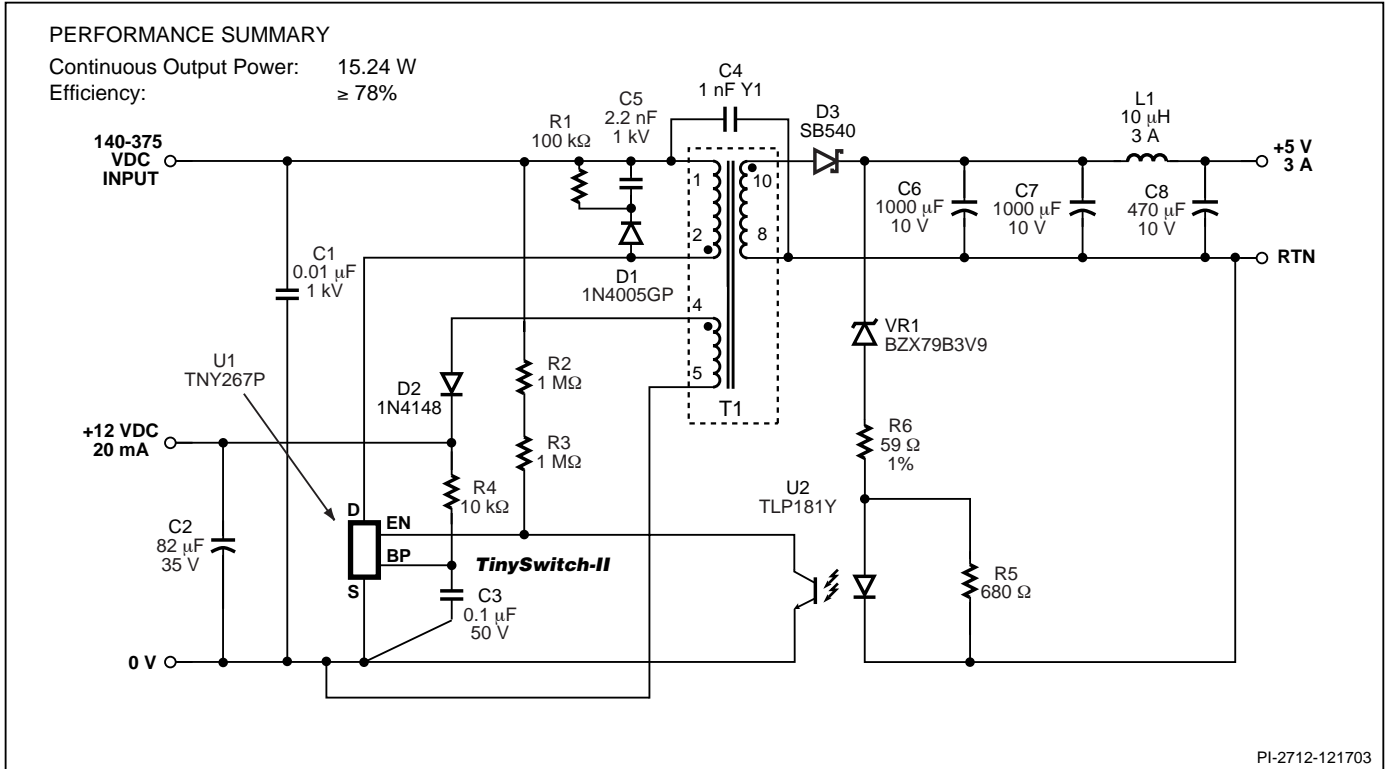 PERFORMANCE SUMMARY
Continuous Output Power: 15.24 W
Efficiency: ≥ 78%
140-375
VDC
INPUT
R1
100 kΩ
C5
2.2 nF
1 kV
C4
1 nF Y1
D3
SB540
L1
10 μH
3 A
+5 V
3 A
1
2
10
8
C6
1000 μF
10 V
C7
1000 μF
10 V
C8
470 μF
10 V
RTN
C1
0.01 μF
1 kV
D1
1N4005GP
4
5
T1
VR1
BZX79B3V9
U1
TNY267P
D2
1N4148
R2
1 MΩ
+12 VDC
20 mA
R3
1 MΩ
R6
59 Ω
1%
R4
10 kΩ
U2
TLP181Y
C2
82 μF
35 V
D
EN
BP
S
TinySwitch-II
C3
0.1 μF
50 V
R5
680 Ω
0 V
PI-2712-121703